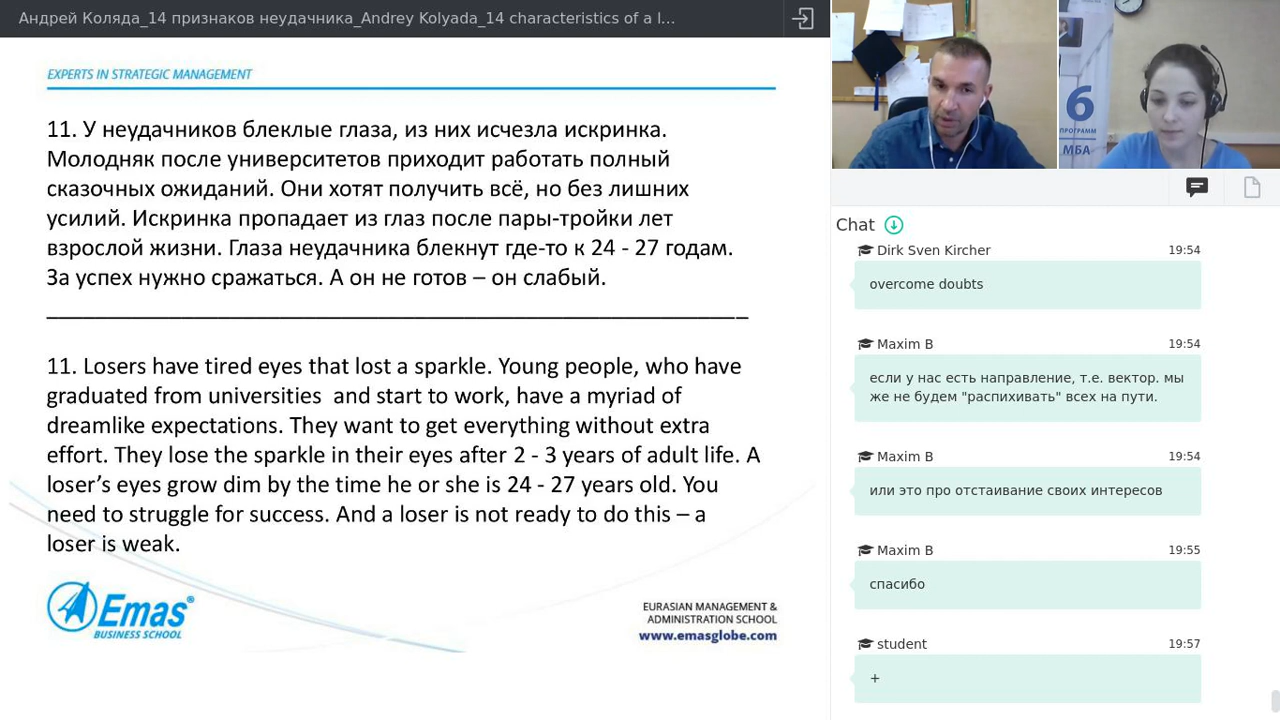 Андрей Коляда_14 признаков неудачника_Andrey Kolyada_14 characteristics of a l...
EXPERTS IN STRATEGIC MANAGEMENT
11. У неудачников блеклые глаза, из них исчезла искринка.
Молодняк после университетов приходит работать полный
сказочных ожиданий. Они хотят получить всё, но без лишних
усилий. Искринка пропадает из глаз после пары-тройки лет
взрослой жизни. Глаза неудачника блекнут где-то к 24 - 27 годам.
За успех нужно сражаться. А он не готов – он слабый.
11. Losers have tired eyes that lost a sparkle. Young people, who have
graduated from universities and start to work, have a myriad of
dreamlike expectations. They want to get everything without extra
effort. They lose the sparkle in their eyes after 2 - 3 years of adult life. A
loser’s eyes grow dim by the time he or she is 24 - 27 years old. You
need to struggle for success. And a loser is not ready to do this – a
loser is weak.
Emas®
BUSINESS SCHOOL
EURASIAN MANAGEMENT &
ADMINISTRATION SCHOOL
www.emasglobe.com
6
ПРОГРАММ
МБА
Chat
Dirk Sven Kircher 19:54
overcome doubts
Maxim B 19:54
если у нас есть направление, т.е. вектор. мы
же не будем "распихивать" всех на пути.
Maxim B 19:54
или это про отстаивание своих интересов
Maxim B 19:55
спасибо
student 19:57
+